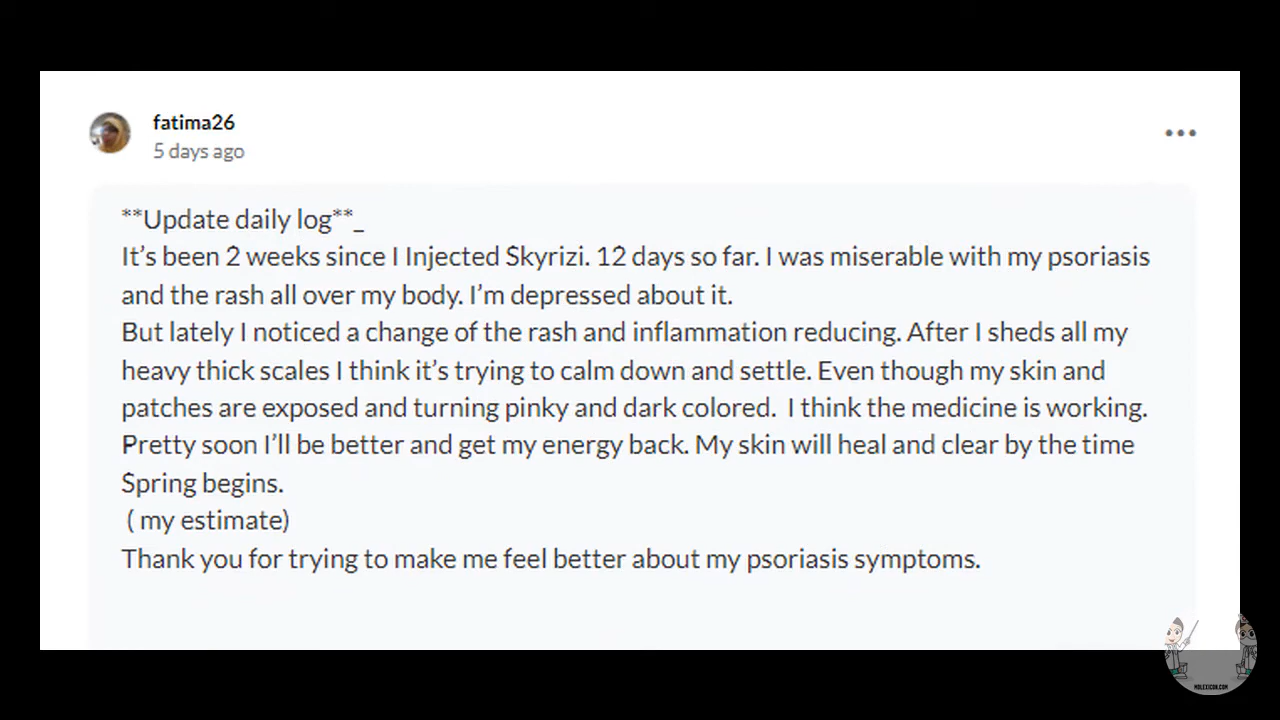 fatima26
5 days ago
**Update daily log**_
It’s been 2 weeks since I Injected Skyrizi. 12 days so far. I was miserable with my psoriasis
and the rash all over my body. I’m depressed about it.
But lately I noticed a change of the rash and inflammation reducing. After I sheds all my
heavy thick scales I think it’s trying to calm down and settle. Even though my skin and
patches are exposed and turning pinky and dark colored.  I think the medicine is working.
Pretty soon I’ll be better and get my energy back. My skin will heal and clear by the time
Spring begins.
( my estimate)
Thank you for trying to make me feel better about my psoriasis symptoms.
MOLEXICON.COM